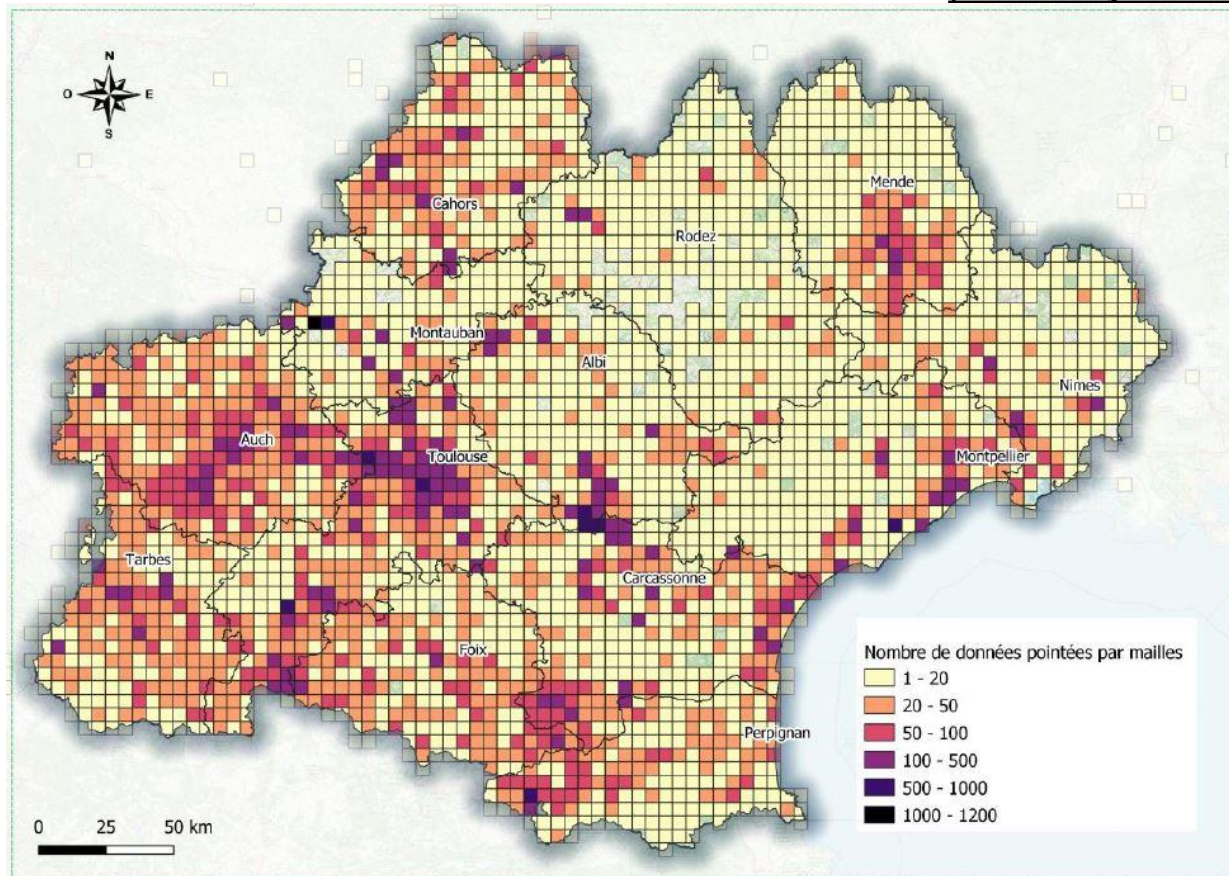 N
O E
S
Mende
Cahors
Rodez
Montauban
Albi
Nimes
Auch
Toulouse
Montpellier
Tarbes
Carcassonne
Foix
Perpignan
Nombre de données pointées par mailles
1 - 20
20 - 50
50 - 100
100 - 500
500 - 1000
1000 - 1200
0 25 50 km